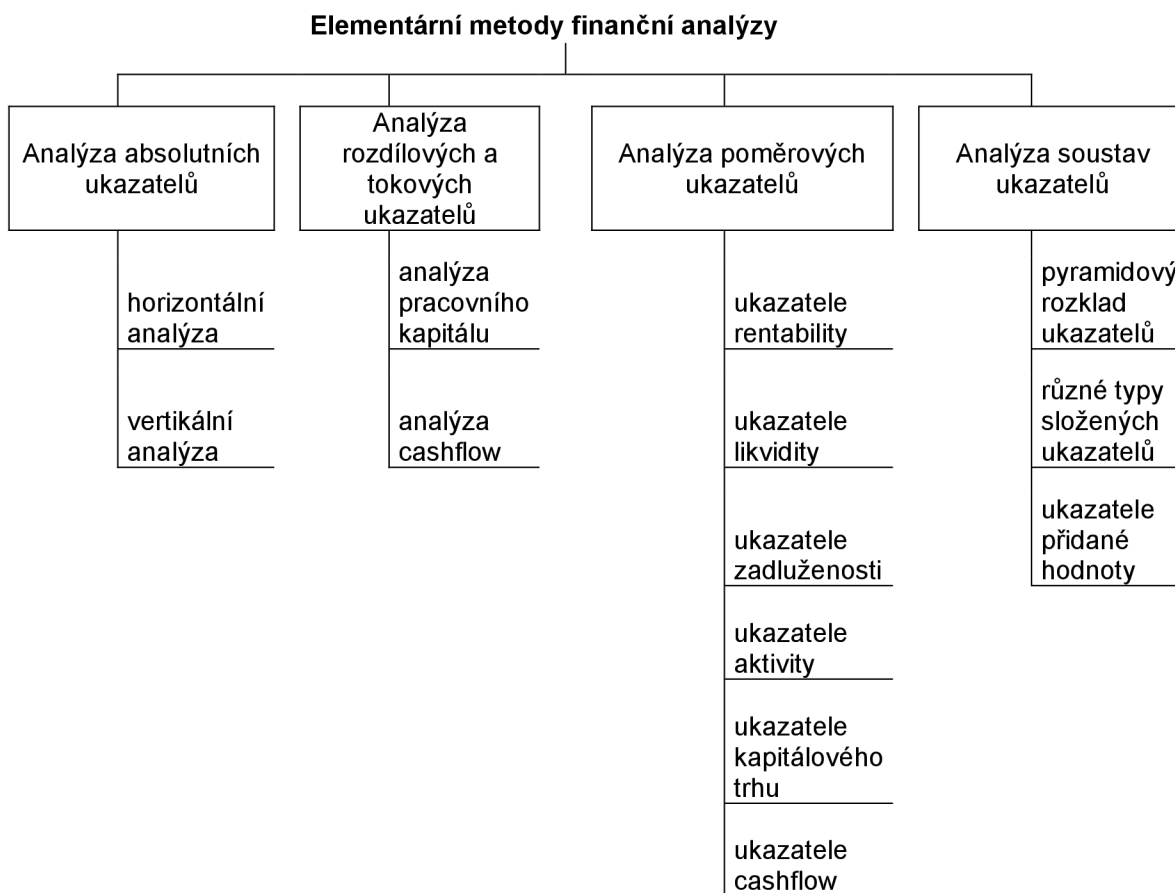 Elementární metody finanční analýzy
Analýza absolutních
ukazatelů
Analýza
rozdílových a
tokových
ukazatelů
Analýza poměrových
ukazatelů
Analýza soustav
ukazatelů
horizontální
analýza
vertikální
analýza
analýza
pracovního
kapitálu
analýza
cashflow
ukazatele
rentability
ukazatele
likvidity
ukazatele
zadluženosti
ukazatele
aktivity
ukazatele
kapitálového
trhu
ukazatele
cashflow
pyramidový
rozklad
ukazatelů
různé typy
složených
ukazatelů
ukazatele
přidané
hodnoty